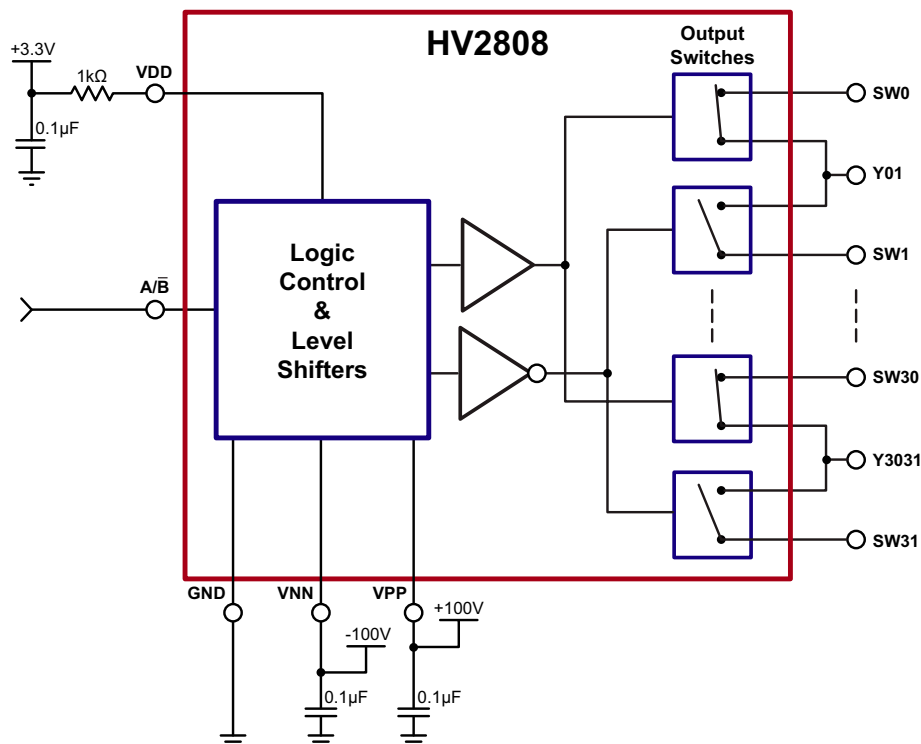 HV2808
Output
Switches
+3.3V
1kΩ
VDD
0.1µF
SW0
Y01
SW1
A/B̅
Logic
Control
&
Level
Shifters
SW30
Y3031
SW31
GND
VNN
VPP
-100V
+100V
0.1µF
0.1µF